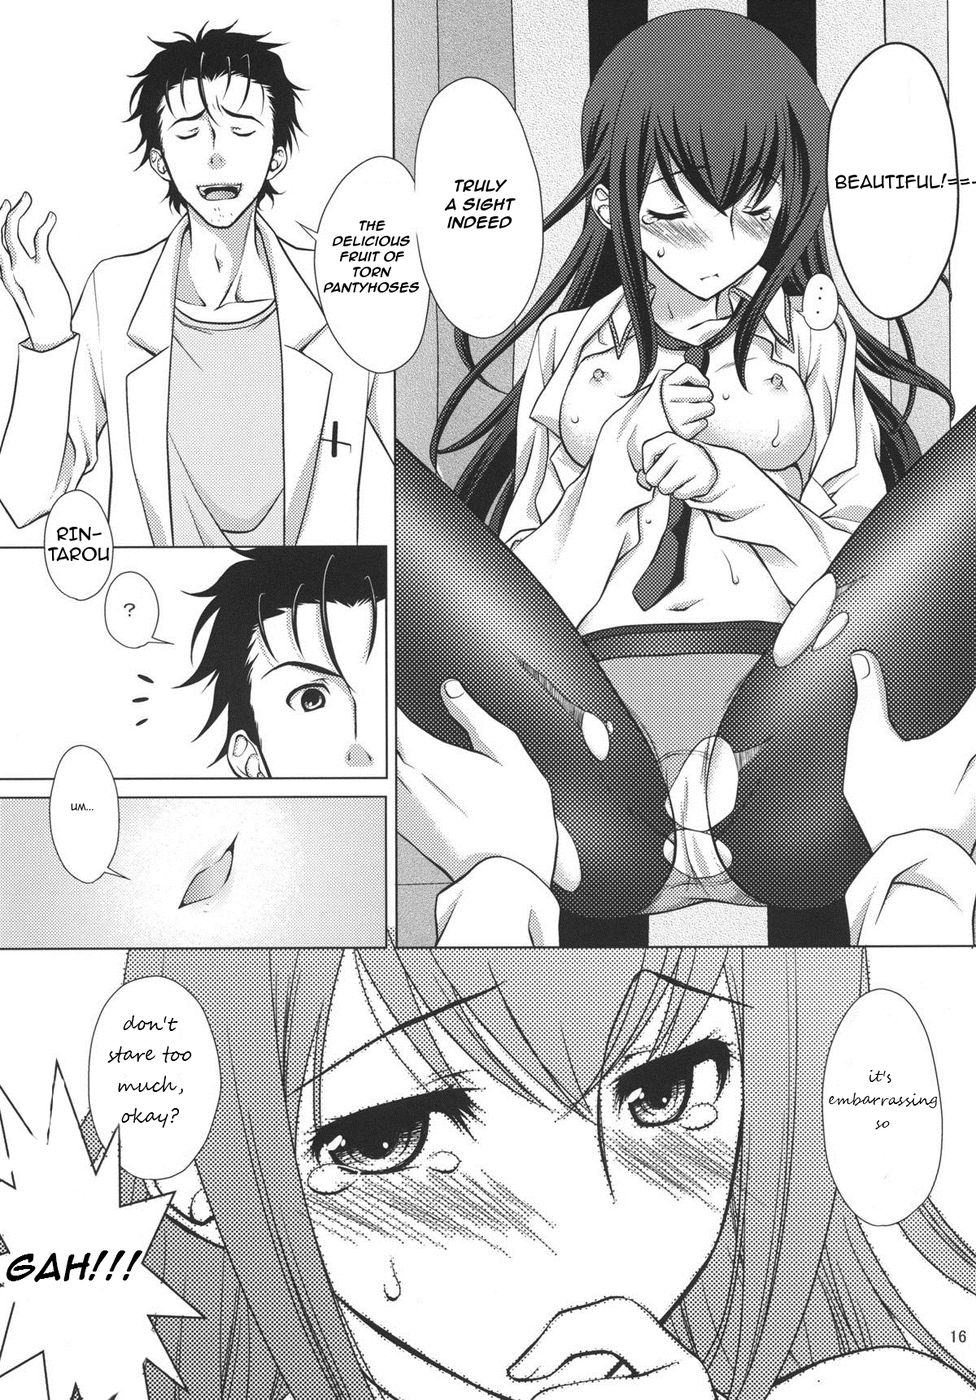 BEAUTIFUL!==-
TRULY
A SIGHT
INDEED
...
THE
DELICIOUS
FRUIT OF
TORN
PANTYHOSES
RIN-
TAROU
?
UM...
it's
embarrassing
so
don't
stare too
much,
okay?
GAH!!!
16